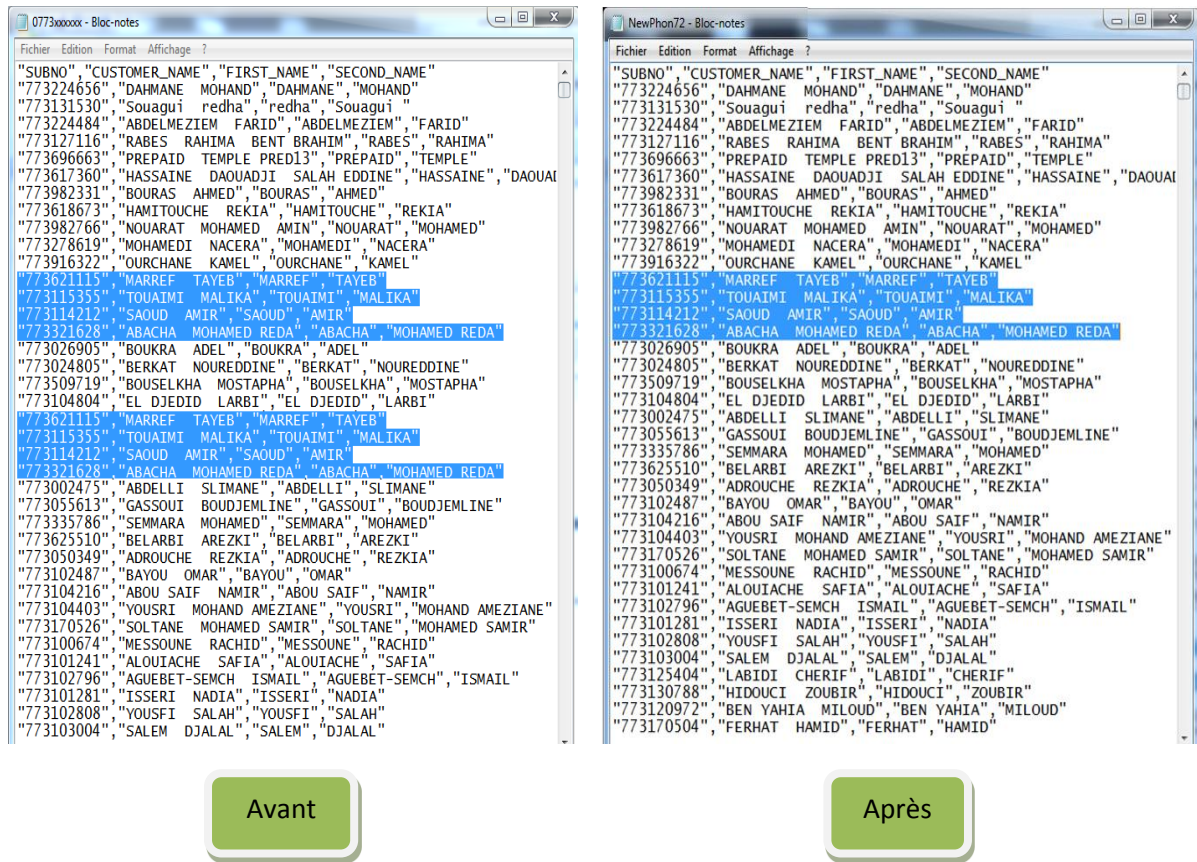 0773xxxxxx - Bloc-notes
Fichier Edition Format Affichage ?
"SUBNO","CUSTOMER_NAME","FIRST_NAME","SECOND_NAME"
"773224656","DAHMANE MOHAND","DAHMANE","MOHAND"
"773131530","Souagui redha","redha","Souagui "
"773224484","ABDELMEZIEM FARID","ABDELMEZIEM","FARID"
"773127116","RABES RAHIMA BENT BRAHIM","RABES","RAHIMA"
"773696663","PREPAID TEMPLE PRED13","PREPAID","TEMPLE"
"773617360","HASSAINE DAOUADJI SALAH EDDINE","HASSAINE","DAOUAD
"773982331","BOURAS AHMED","BOURAS","AHMED"
"773618673","HAMITOUCHE REKIA","HAMITOUCHE","REKIA"
"773982766","NOUARAT MOHAMED AMIN","NOUARAT","MOHAMED"
"773278619","MOHAMEDI NACERA","MOHAMEDI","NACERA"
"773916322","OURCHANE KAMEL","OURCHANE","KAMEL"
"773621115","MARREF TAYEB","MARREF","TAYEB"
"773115355","TOUAIMI MALIKA","TOUAIMI","MALIKA"
"773114212","SAOUD AMIR","SAOUD","AMIR"
"773321628","ABACHA MOHAMED REDA","ABACHA","MOHAMED REDA"
"773026905","BOUKRA ADEL","BOUKRA","ADEL"
"773024805","BERKAT NOUREDDINE","BERKAT","NOUREDDINE"
"773509719","BOUSELKHA MOSTAPHA","BOUSELKHA","MOSTAPHA"
"773104804","EL DJEDID LARBI","EL DJEDID","LARBI"
"773621115","MARREF TAYEB","MARREF","TAYEB"
"773115355","TOUAIMI MALIKA","TOUAIMI","MALIKA"
"773114212","SAOUD AMIR","SAOUD","AMIR"
"773321628","ABACHA MOHAMED REDA","ABACHA","MOHAMED REDA"
"773002475","ABDELLI SLIMANE","ABDELLI","SLIMANE"
"773055613","GASSOUI BOUDJEMLINE","GASSOUI","BOUDJEMLINE"
"773335786","SEMMARA MOHAMED","SEMMARA","MOHAMED"
"773625510","BELARBI AREZKI","BELARBI","AREZKI"
"773050349","ADROUCHE REZKIA","ADROUCHE","REZKIA"
"773102487","BAYOU OMAR","BAYOU","OMAR"
"773104216","ABOU SAIF NAMIR","ABOU SAIF","NAMIR"
"773104403","YOUSRI MOHAND AMEZIANE","YOUSRI","MOHAND AMEZIANE"
"773170526","SOLTANE MOHAMED SAMIR","SOLTANE","MOHAMED SAMIR"
"773100674","MESSOUNE RACHID","MESSOUNE","RACHID"
"773101241","ALOUIACHE SAFIA","ALOUIACHE","SAFIA"
"773102796","AGUEBET-SEMCH ISMAIL","AGUEBET-SEMCH","ISMAIL"
"773101281","ISSERI NADIA","ISSERI","NADIA"
"773102808","YOUSFI SALAH","YOUSFI","SALAH"
"773103004","SALEM DJALAL","SALEM","DJALAL"
Avant
NewPhon72 - Bloc-notes
Fichier Edition Format Affichage ?
"SUBNO","CUSTOMER_NAME","FIRST_NAME","SECOND_NAME"
"773224656","DAHMANE MOHAND","DAHMANE","MOHAND"
"773131530","Souagui redha","redha","Souagui "
"773224484","ABDELMEZIEM FARID","ABDELMEZIEM","FARID"
"773127116","RABES RAHIMA BENT BRAHIM","RABES","RAHIMA"
"773696663","PREPAID TEMPLE PRED13","PREPAID","TEMPLE"
"773617360","HASSAINE DAOUADJI SALAH EDDINE","HASSAINE","DAOUAD
"773982331","BOURAS AHMED","BOURAS","AHMED"
"773618673","HAMITOUCHE REKIA","HAMITOUCHE","REKIA"
"773982766","NOUARAT MOHAMED AMIN","NOUARAT","MOHAMED"
"773278619","MOHAMEDI NACERA","MOHAMEDI","NACERA"
"773916322","OURCHANE KAMEL","OURCHANE","KAMEL"
"773621115","MARREF TAYEB","MARREF","TAYEB"
"773115355","TOUAIMI MALIKA","TOUAIMI","MALIKA"
"773114212","SAOUD AMIR","SAOUD","AMIR"
"773321628","ABACHA MOHAMED REDA","ABACHA","MOHAMED REDA"
"773026905","BOUKRA ADEL","BOUKRA","ADEL"
"773024805","BERKAT NOUREDDINE","BERKAT","NOUREDDINE"
"773509719","BOUSELKHA MOSTAPHA","BOUSELKHA","MOSTAPHA"
"773104804","EL DJEDID LARBI","EL DJEDID","LARBI"
"773002475","ABDELLI SLIMANE","ABDELLI","SLIMANE"
"773055613","GASSOUI BOUDJEMLINE","GASSOUI","BOUDJEMLINE"
"773335786","SEMMARA MOHAMED","SEMMARA","MOHAMED"
"773625510","BELARBI AREZKI","BELARBI","AREZKI"
"773050349","ADROUCHE REZKIA","ADROUCHE","REZKIA"
"773102487","BAYOU OMAR","BAYOU","OMAR"
"773104216","ABOU SAIF NAMIR","ABOU SAIF","NAMIR"
"773104403","YOUSRI MOHAND AMEZIANE","YOUSRI","MOHAND AMEZIANE"
"773170526","SOLTANE MOHAMED SAMIR","SOLTANE","MOHAMED SAMIR"
"773100674","MESSOUNE RACHID","MESSOUNE","RACHID"
"773101241","ALOUIACHE SAFIA","ALOUIACHE","SAFIA"
"773102796","AGUEBET-SEMCH ISMAIL","AGUEBET-SEMCH","ISMAIL"
"773101281","ISSERI NADIA","ISSERI","NADIA"
"773102808","YOUSFI SALAH","YOUSFI","SALAH"
"773103004","SALEM DJALAL","SALEM","DJALAL"
"773125404","LABIDI CHERIF","LABIDI","CHERIF"
"773130788","HIDOUCI ZOUBIR","HIDOUCI","ZOUBIR"
"773120972","BEN YAHIA MILOUD","BEN YAHIA","MILOUD"
"773170504","FERHAT HAMID","FERHAT","HAMID"
Après